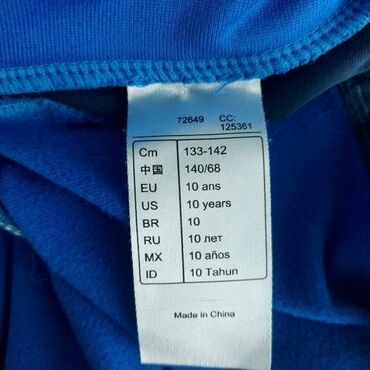 72649 CC:
125361
Cm 133-142
中国 140/68
EU 10 ans
US 10 years
BR 10
RU 10 лет
MX 10 años
ID 10 Tahun
Made in China